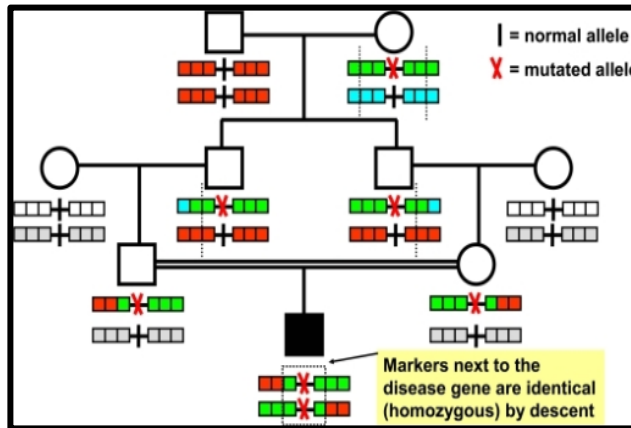 | = normal allele
X = mutated allele
Markers next to the
disease gene are identical
(homozygous) by descent